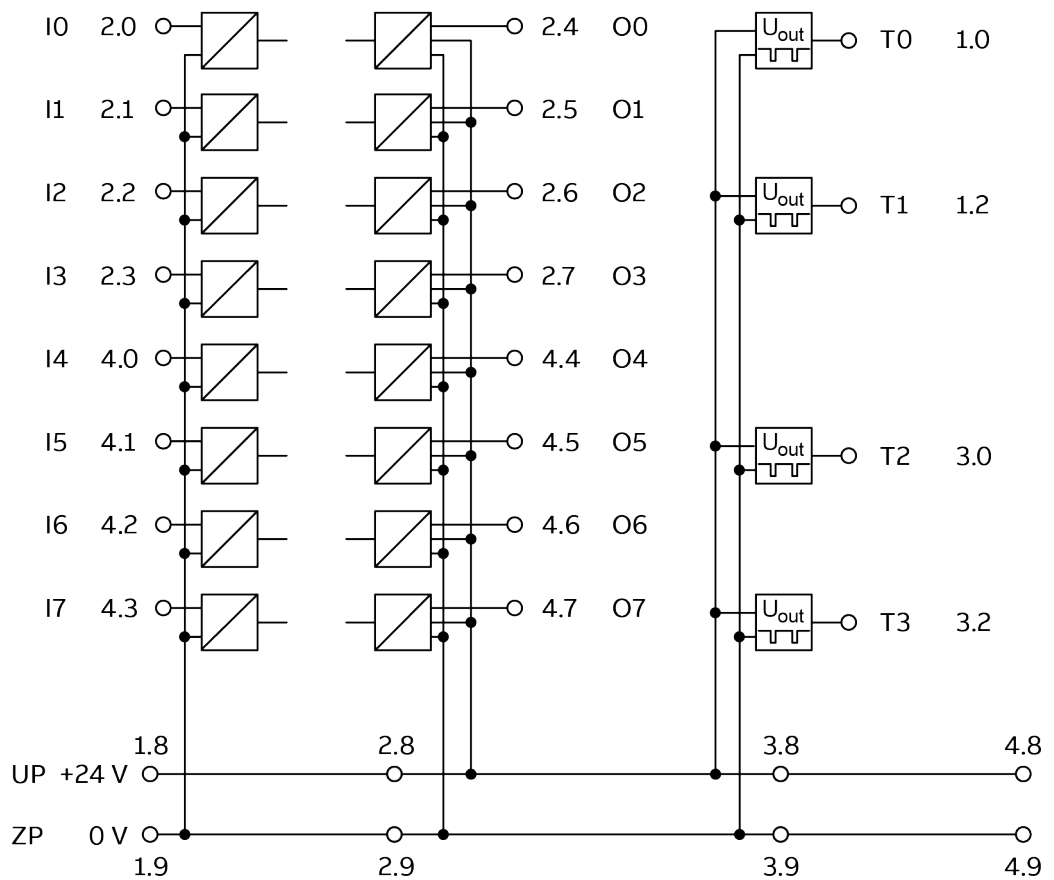 I0 2.0 2.4 O0 Uout T0 1.0
I1 2.1 2.5 O1
I2 2.2 2.6 O2 Uout T1 1.2
I3 2.3 2.7 O3
I4 4.0 4.4 O4
I5 4.1 4.5 O5 Uout T2 3.0
I6 4.2 4.6 O6
I7 4.3 4.7 O7 Uout T3 3.2
1.8 2.8 3.8 4.8
UP +24 V
ZP 0 V
1.9 2.9 3.9 4.9